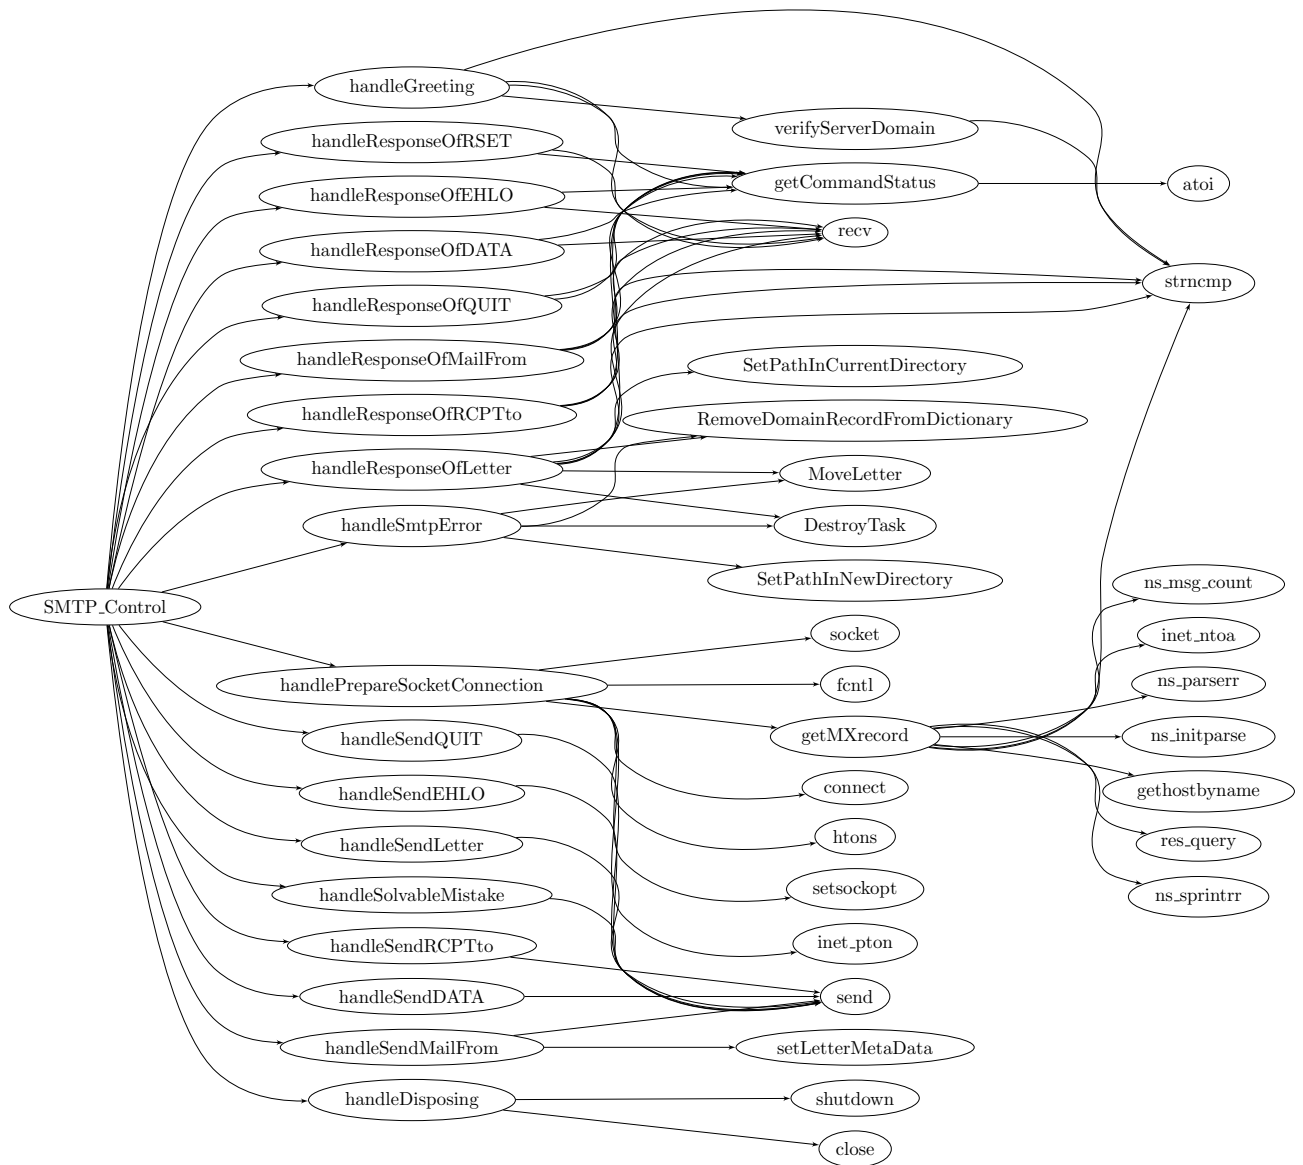 handleGreeting
verifyServerDomain
handleResponseOfRSET
getCommandStatus
atoi
handleResponseOfEHLO
recv
handleResponseOfDATA
strncmp
handleResponseOfQUIT
handleResponseOfMailFrom
SetPathInCurrentDirectory
handleResponseOfRCPTto
RemoveDomainRecordFromDictionary
handleResponseOfLetter
MoveLetter
handleSmtpError
DestroyTask
SetPathInNewDirectory
ns_msg_count
SMTP_Control
socket
inet_ntoa
handlePrepareSocketConnection
fcntl
ns_parserr
handleSendQUIT
getMXrecord
ns_initparse
handleSendEHLO
connect
gethostbyname
handleSendLetter
htons
res_query
handleSolvableMistake
setsockopt
ns_sprintrr
handleSendRCPTto
inet_pton
handleSendDATA
send
handleSendMailFrom
setLetterMetaData
handleDisposing
shutdown
close